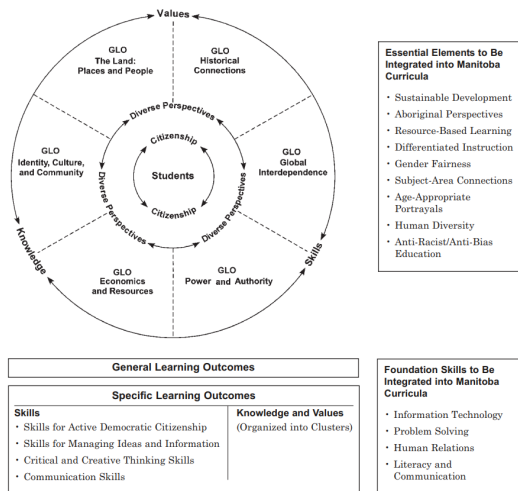 Values
GLO
The Land:
Places and People
GLO
Historical
Connections
GLO
Identity, Culture,
and Community
Diverse Perspectives
Citizenship
Students
Citizenship
Diverse Perspectives
Diverse Perspectives
GLO
Global
Interdependence
Knowledge
Skills
GLO
Economics
and Resources
GLO
Power and Authority
Essential Elements to Be
Integrated into Manitoba
Curricula
• Sustainable Development
• Aboriginal Perspectives
• Resource-Based Learning
• Differentiated Instruction
• Gender Fairness
• Subject-Area Connections
• Age-Appropriate
Portrayals
• Human Diversity
• Anti-Racist/Anti-Bias
Education
General Learning Outcomes
Specific Learning Outcomes
Skills
• Skills for Active Democratic Citizenship
• Skills for Managing Ideas and Information
• Critical and Creative Thinking Skills
• Communication Skills
Knowledge and Values
(Organized into Clusters)
Foundation Skills to Be
Integrated into Manitoba
Curricula
• Information Technology
• Problem Solving
• Human Relations
• Literacy and
Communication